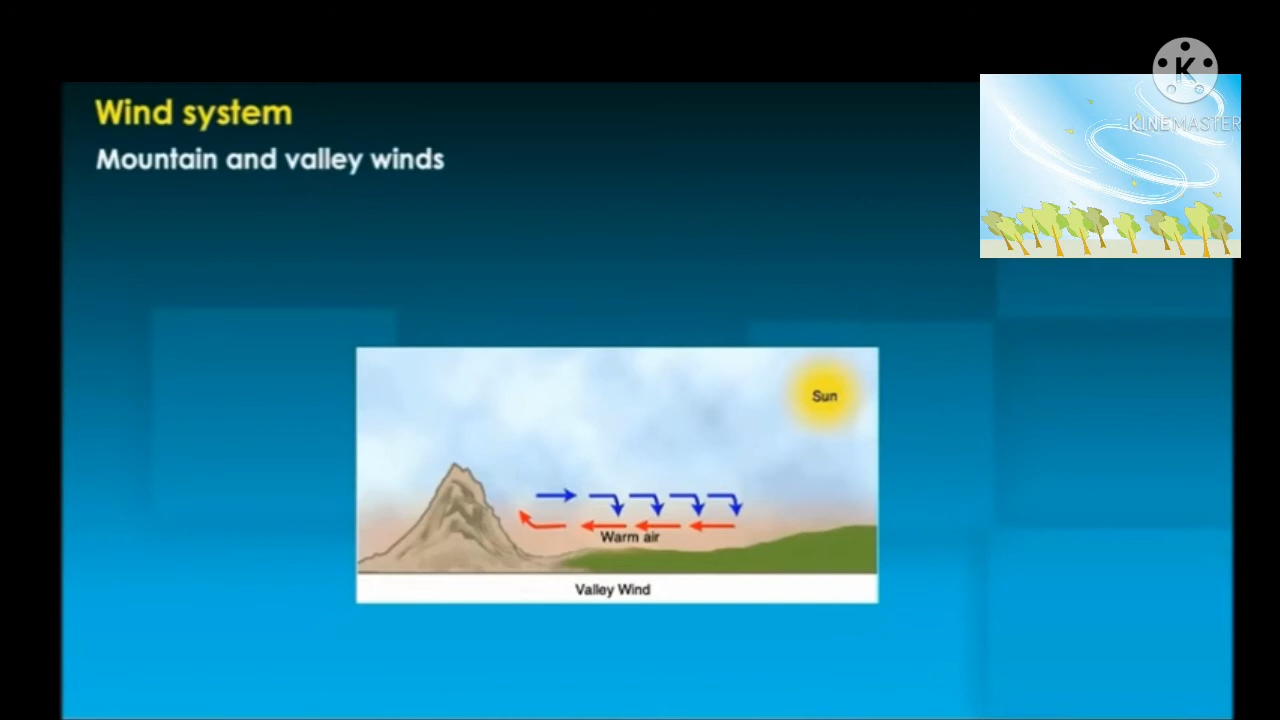 Wind system
Mountain and valley winds
K
KINEMASTER
Sun
Warm air
Valley Wind